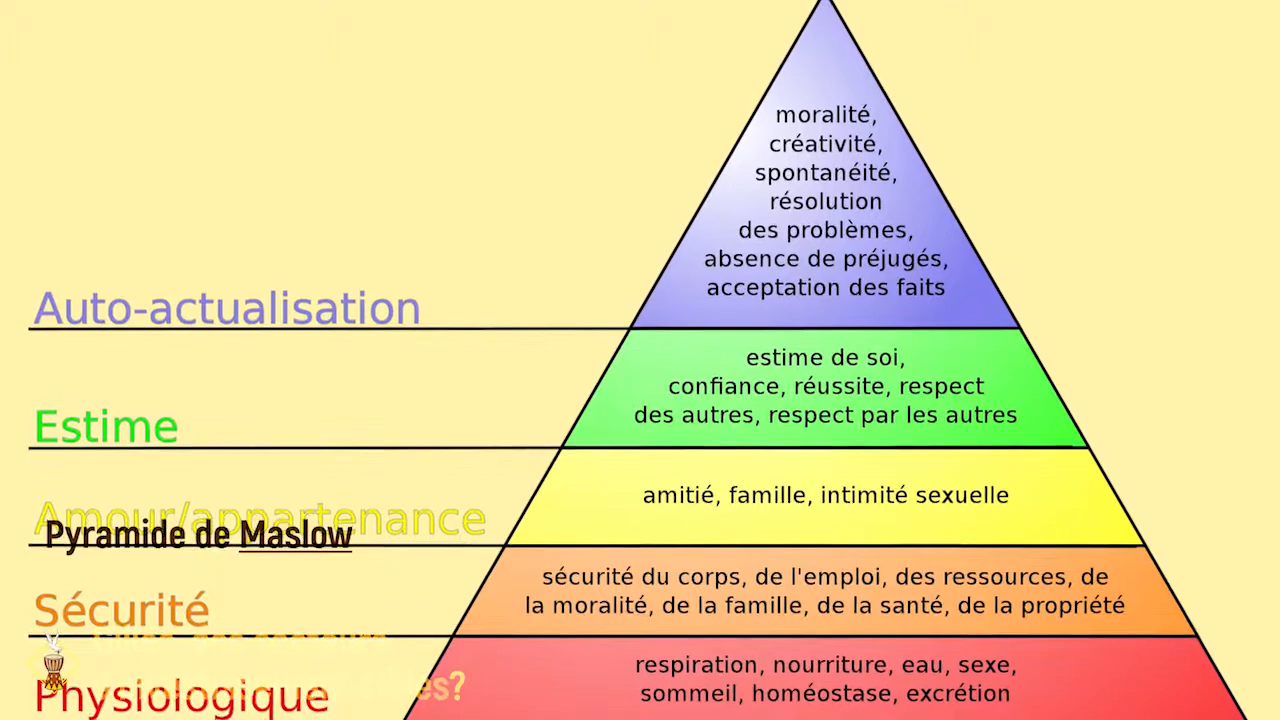 moralité,
créativité,
spontanéité,
résolution
des problèmes,
absence de préjugés,
acceptation des faits
Auto-actualisation
estime de soi,
confiance, réussite, respect
des autres, respect par les autres
Estime
amitié, famille, intimité sexuelle
Amour/appartenance
Pyramide de Maslow
sécurité du corps, de l'emploi, des ressources, de
la moralité, de la famille, de la santé, de la propriété
Sécurité
respiration, nourriture, eau, sexe,
sommeil, homéostase, excrétion
Physiologique